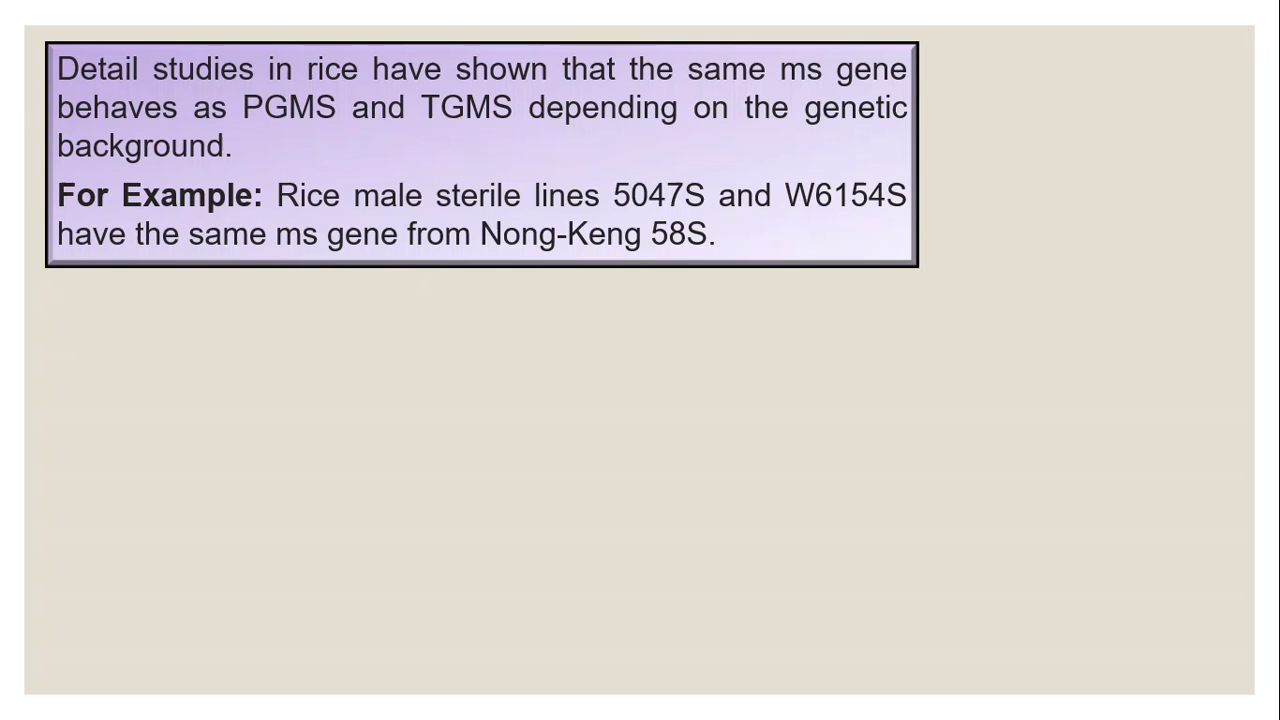 Detail studies in rice have shown that the same ms gene
behaves as PGMS and TGMS depending on the genetic
background.
For Example: Rice male sterile lines 5047S and W6154S
have the same ms gene from Nong-Keng 58S.